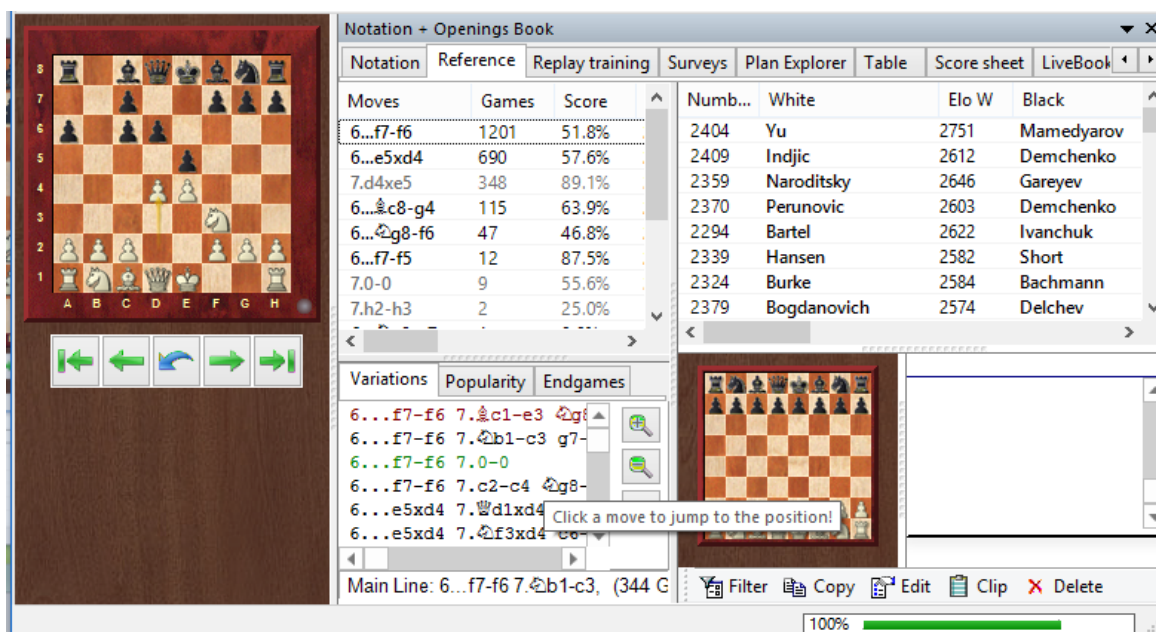 Notation + Openings Book
Notation Reference Replay training Surveys Plan Explorer Table Score sheet LiveBook
Moves Games Score
6...f7-f6 1201 51.8%
6...e5xd4 690 57.6%
7.d4xe5 348 89.1%
6...♗c8-g4 115 63.9%
6...♘g8-f6 47 46.8%
6...f7-f5 12 87.5%
7.0-0 9 55.6%
7.h2-h3 2 25.0%
Numb... White Elo W Black
2404 Yu 2751 Mamedyarov
2409 Indjic 2612 Demchenko
2359 Naroditsky 2646 Gareyev
2370 Perunovic 2603 Demchenko
2294 Bartel 2622 Ivanchuk
2339 Hansen 2582 Short
2324 Burke 2584 Bachmann
2379 Bogdanovich 2574 Delchev
8
7
6
5
4
3
2
1
A B C D E F G H
Variations Popularity Endgames
6...f7-f6 7.♗c1-e3 ♘g8
6...f7-f6 7.♘b1-c3 g7-
6...f7-f6 7.0-0
6...f7-f6 7.c2-c4 ♘g8-
6...e5xd4 7.♕d1xd4
6...e5xd4 7.♘f3xd4 c6-
Click a move to jump to the position!
Main Line: 6...f7-f6 7.♘b1-c3, (344 G
Filter Copy Edit Clip Delete
100%